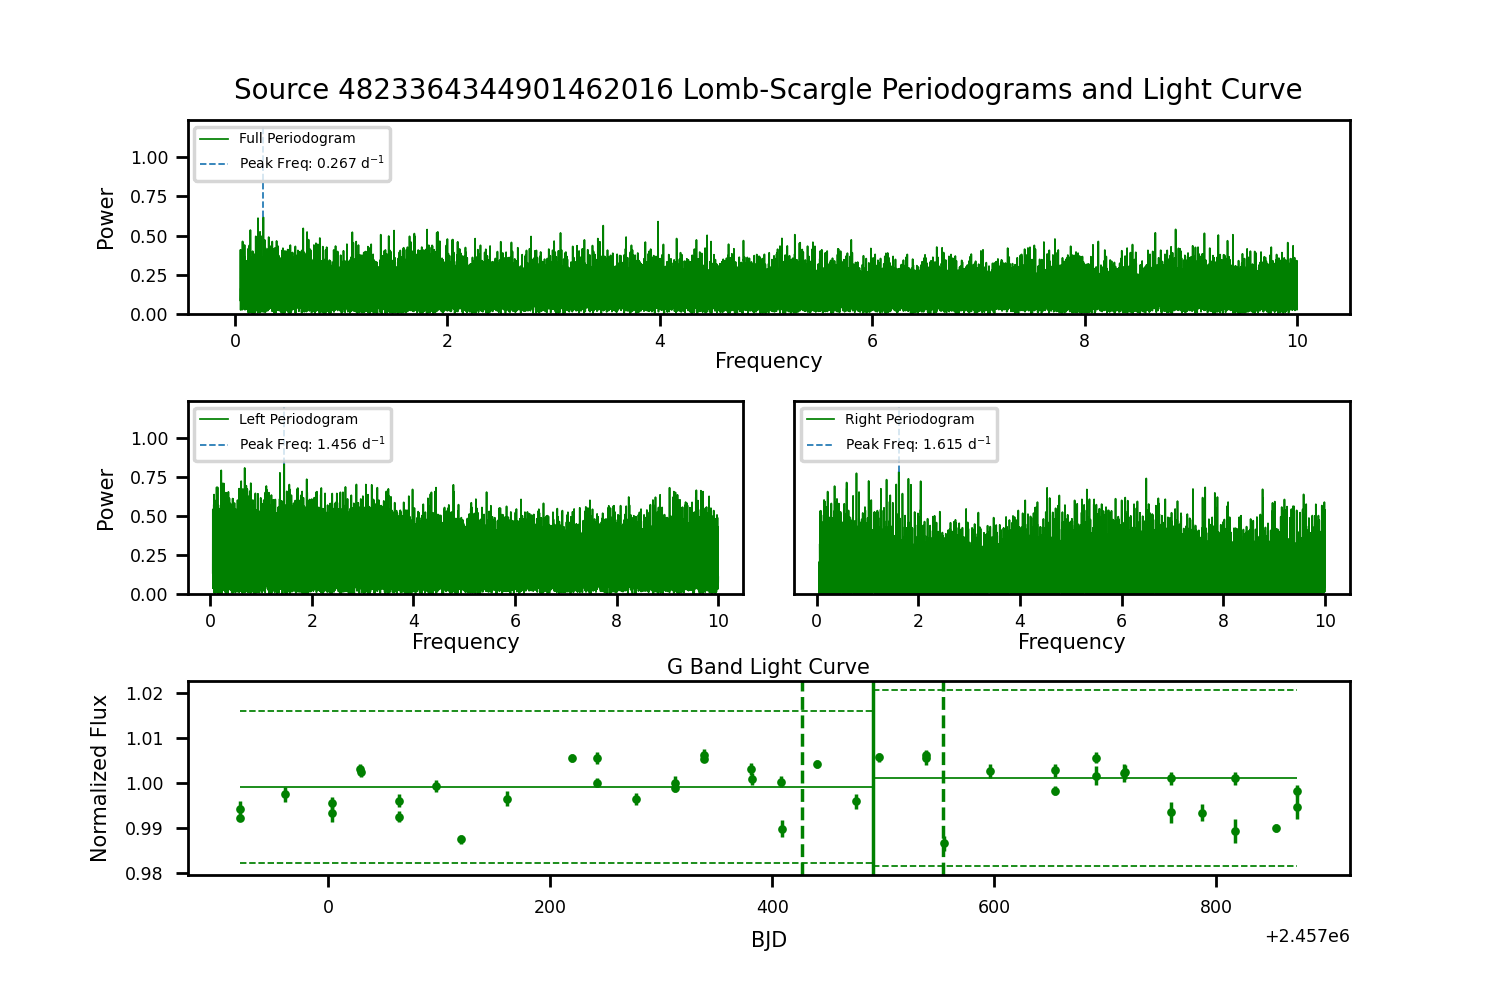 Source 4823364344901462016 Lomb-Scargle Periodograms and Light Curve
Full Periodogram
Peak Freq: 0.267 d⁻¹
Power
1.00
0.75
0.50
0.25
0.00
0 2 4 6 8 10
Frequency
Left Periodogram
Peak Freq: 1.456 d⁻¹
Power
1.00
0.75
0.50
0.25
0.00
0 2 4 6 8 10
Frequency
Right Periodogram
Peak Freq: 1.615 d⁻¹
0 2 4 6 8 10
Frequency
G Band Light Curve
Normalized Flux
1.02
1.01
1.00
0.99
0.98
0 200 400 600 800
BJD
+2.457e6